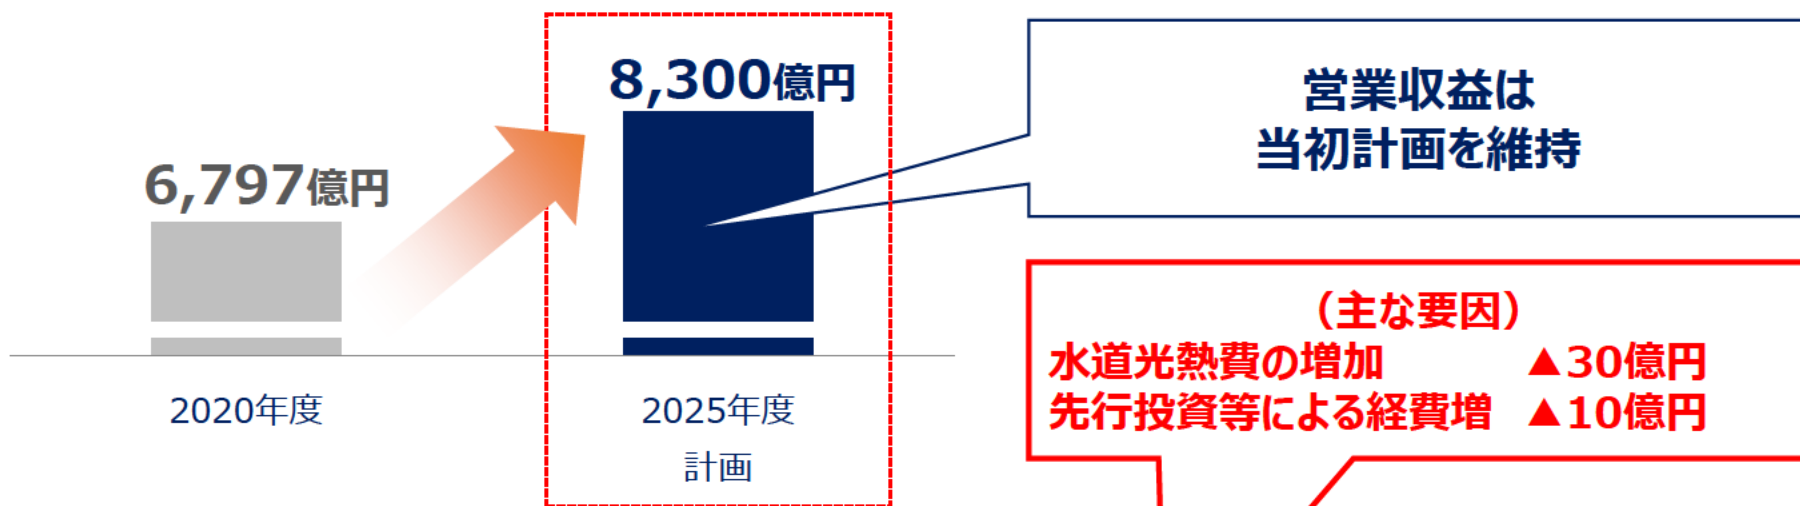 8,300億円
6,797億円
2020年度
2025年度
計画
営業収益は
当初計画を維持
（主な要因）
水道光熱費の増加 ▲30億円
先行投資等による経費増 ▲10億円